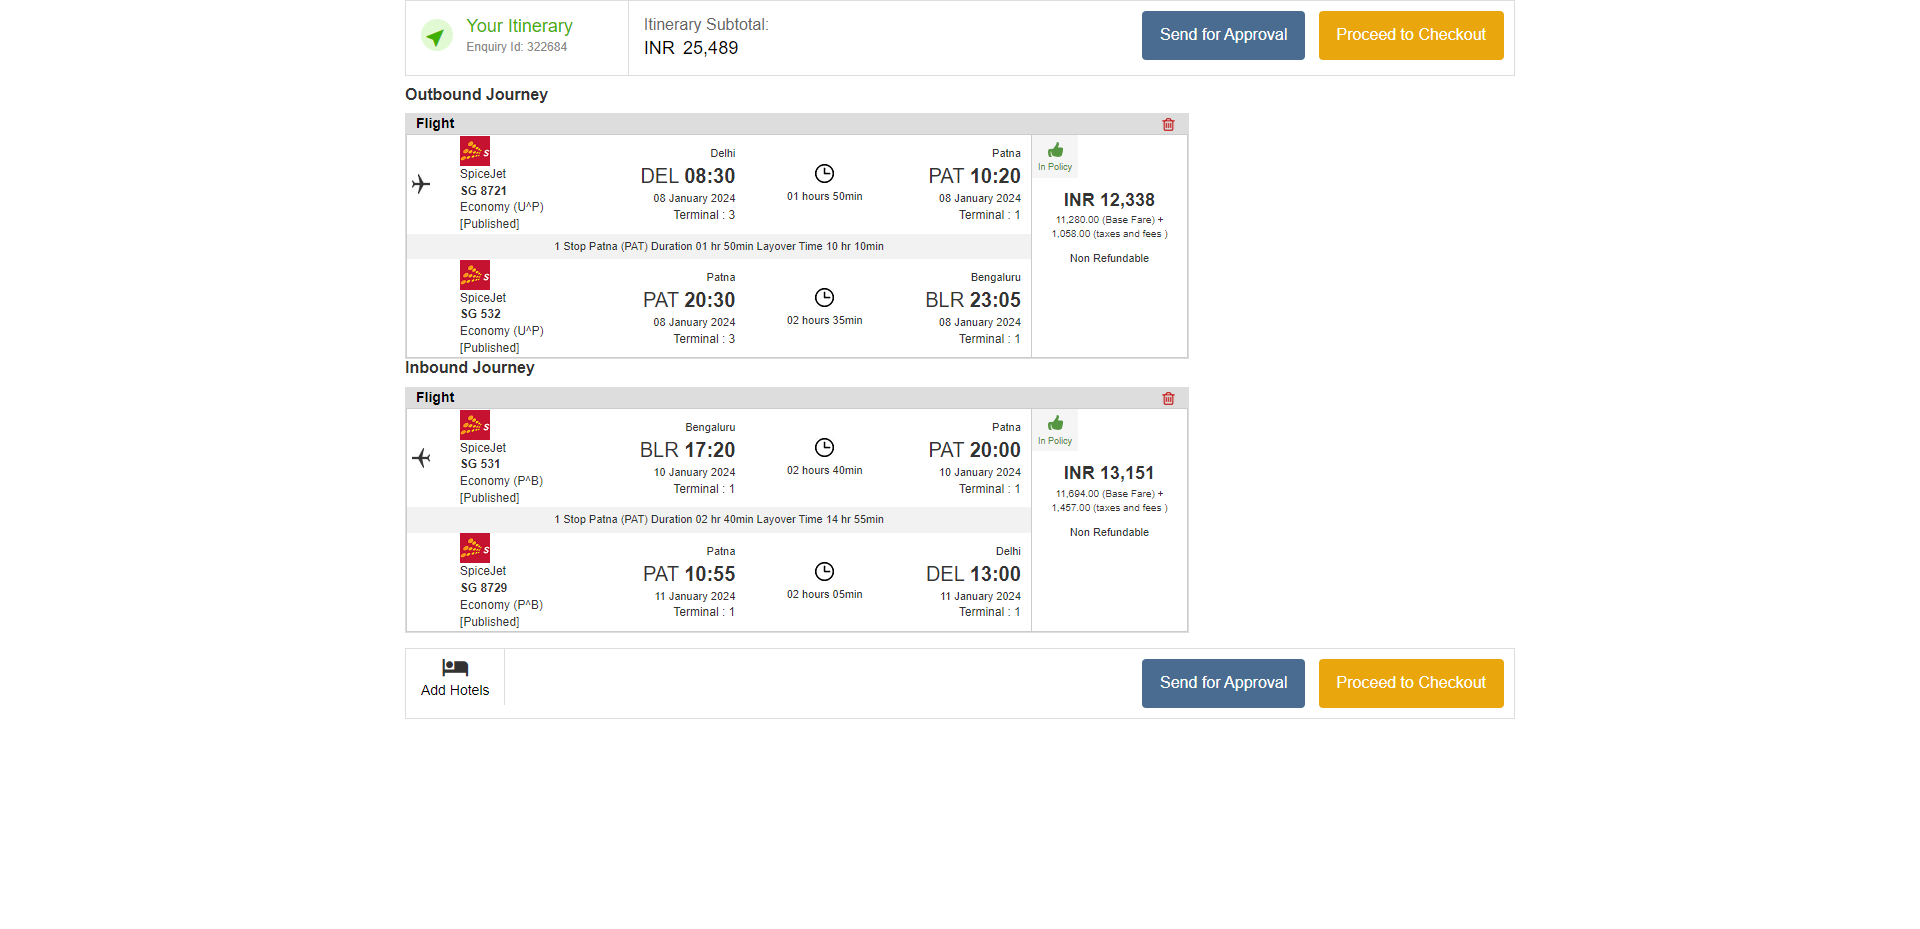 Your Itinerary
Enquiry Id: 322684
Itinerary Subtotal:
INR 25,489
Send for Approval
Proceed to Checkout
Outbound Journey
Flight
S
SpiceJet
SG 8721
Economy (U^P)
[Published]
Delhi
DEL 08:30
08 January 2024
Terminal : 3
01 hours 50min
Patna
PAT 10:20
08 January 2024
Terminal : 1
In Policy
INR 12,338
11,280.00 (Base Fare) +
1,058.00 (taxes and fees )
Non Refundable
1 Stop Patna (PAT) Duration 01 hr 50min Layover Time 10 hr 10min
S
SpiceJet
SG 532
Economy (U^P)
[Published]
Patna
PAT 20:30
08 January 2024
Terminal : 3
02 hours 35min
Bengaluru
BLR 23:05
08 January 2024
Terminal : 1
Inbound Journey
Flight
S
SpiceJet
SG 531
Economy (P^B)
[Published]
Bengaluru
BLR 17:20
10 January 2024
Terminal : 1
02 hours 40min
Patna
PAT 20:00
10 January 2024
Terminal : 1
In Policy
INR 13,151
11,694.00 (Base Fare) +
1,457.00 (taxes and fees )
Non Refundable
1 Stop Patna (PAT) Duration 02 hr 40min Layover Time 14 hr 55min
S
SpiceJet
SG 8729
Economy (P^B)
[Published]
Patna
PAT 10:55
11 January 2024
Terminal : 1
02 hours 05min
Delhi
DEL 13:00
11 January 2024
Terminal : 1
Add Hotels
Send for Approval
Proceed to Checkout